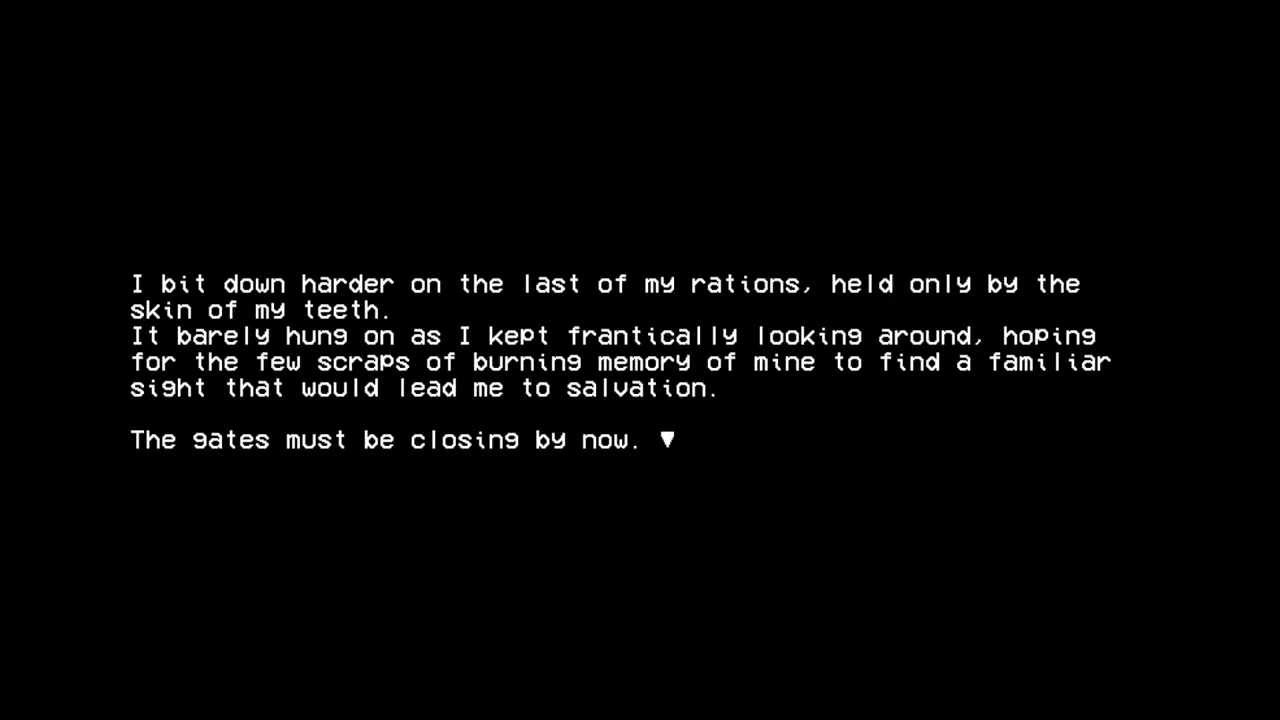 I bit down harder on the last of my rations, held only by the
skin of my teeth.
It barely hung on as I kept frantically looking around, hoping
for the few scraps of burning memory of mine to find a familiar
sight that would lead me to salvation.
The gates must be closing by now. ▼